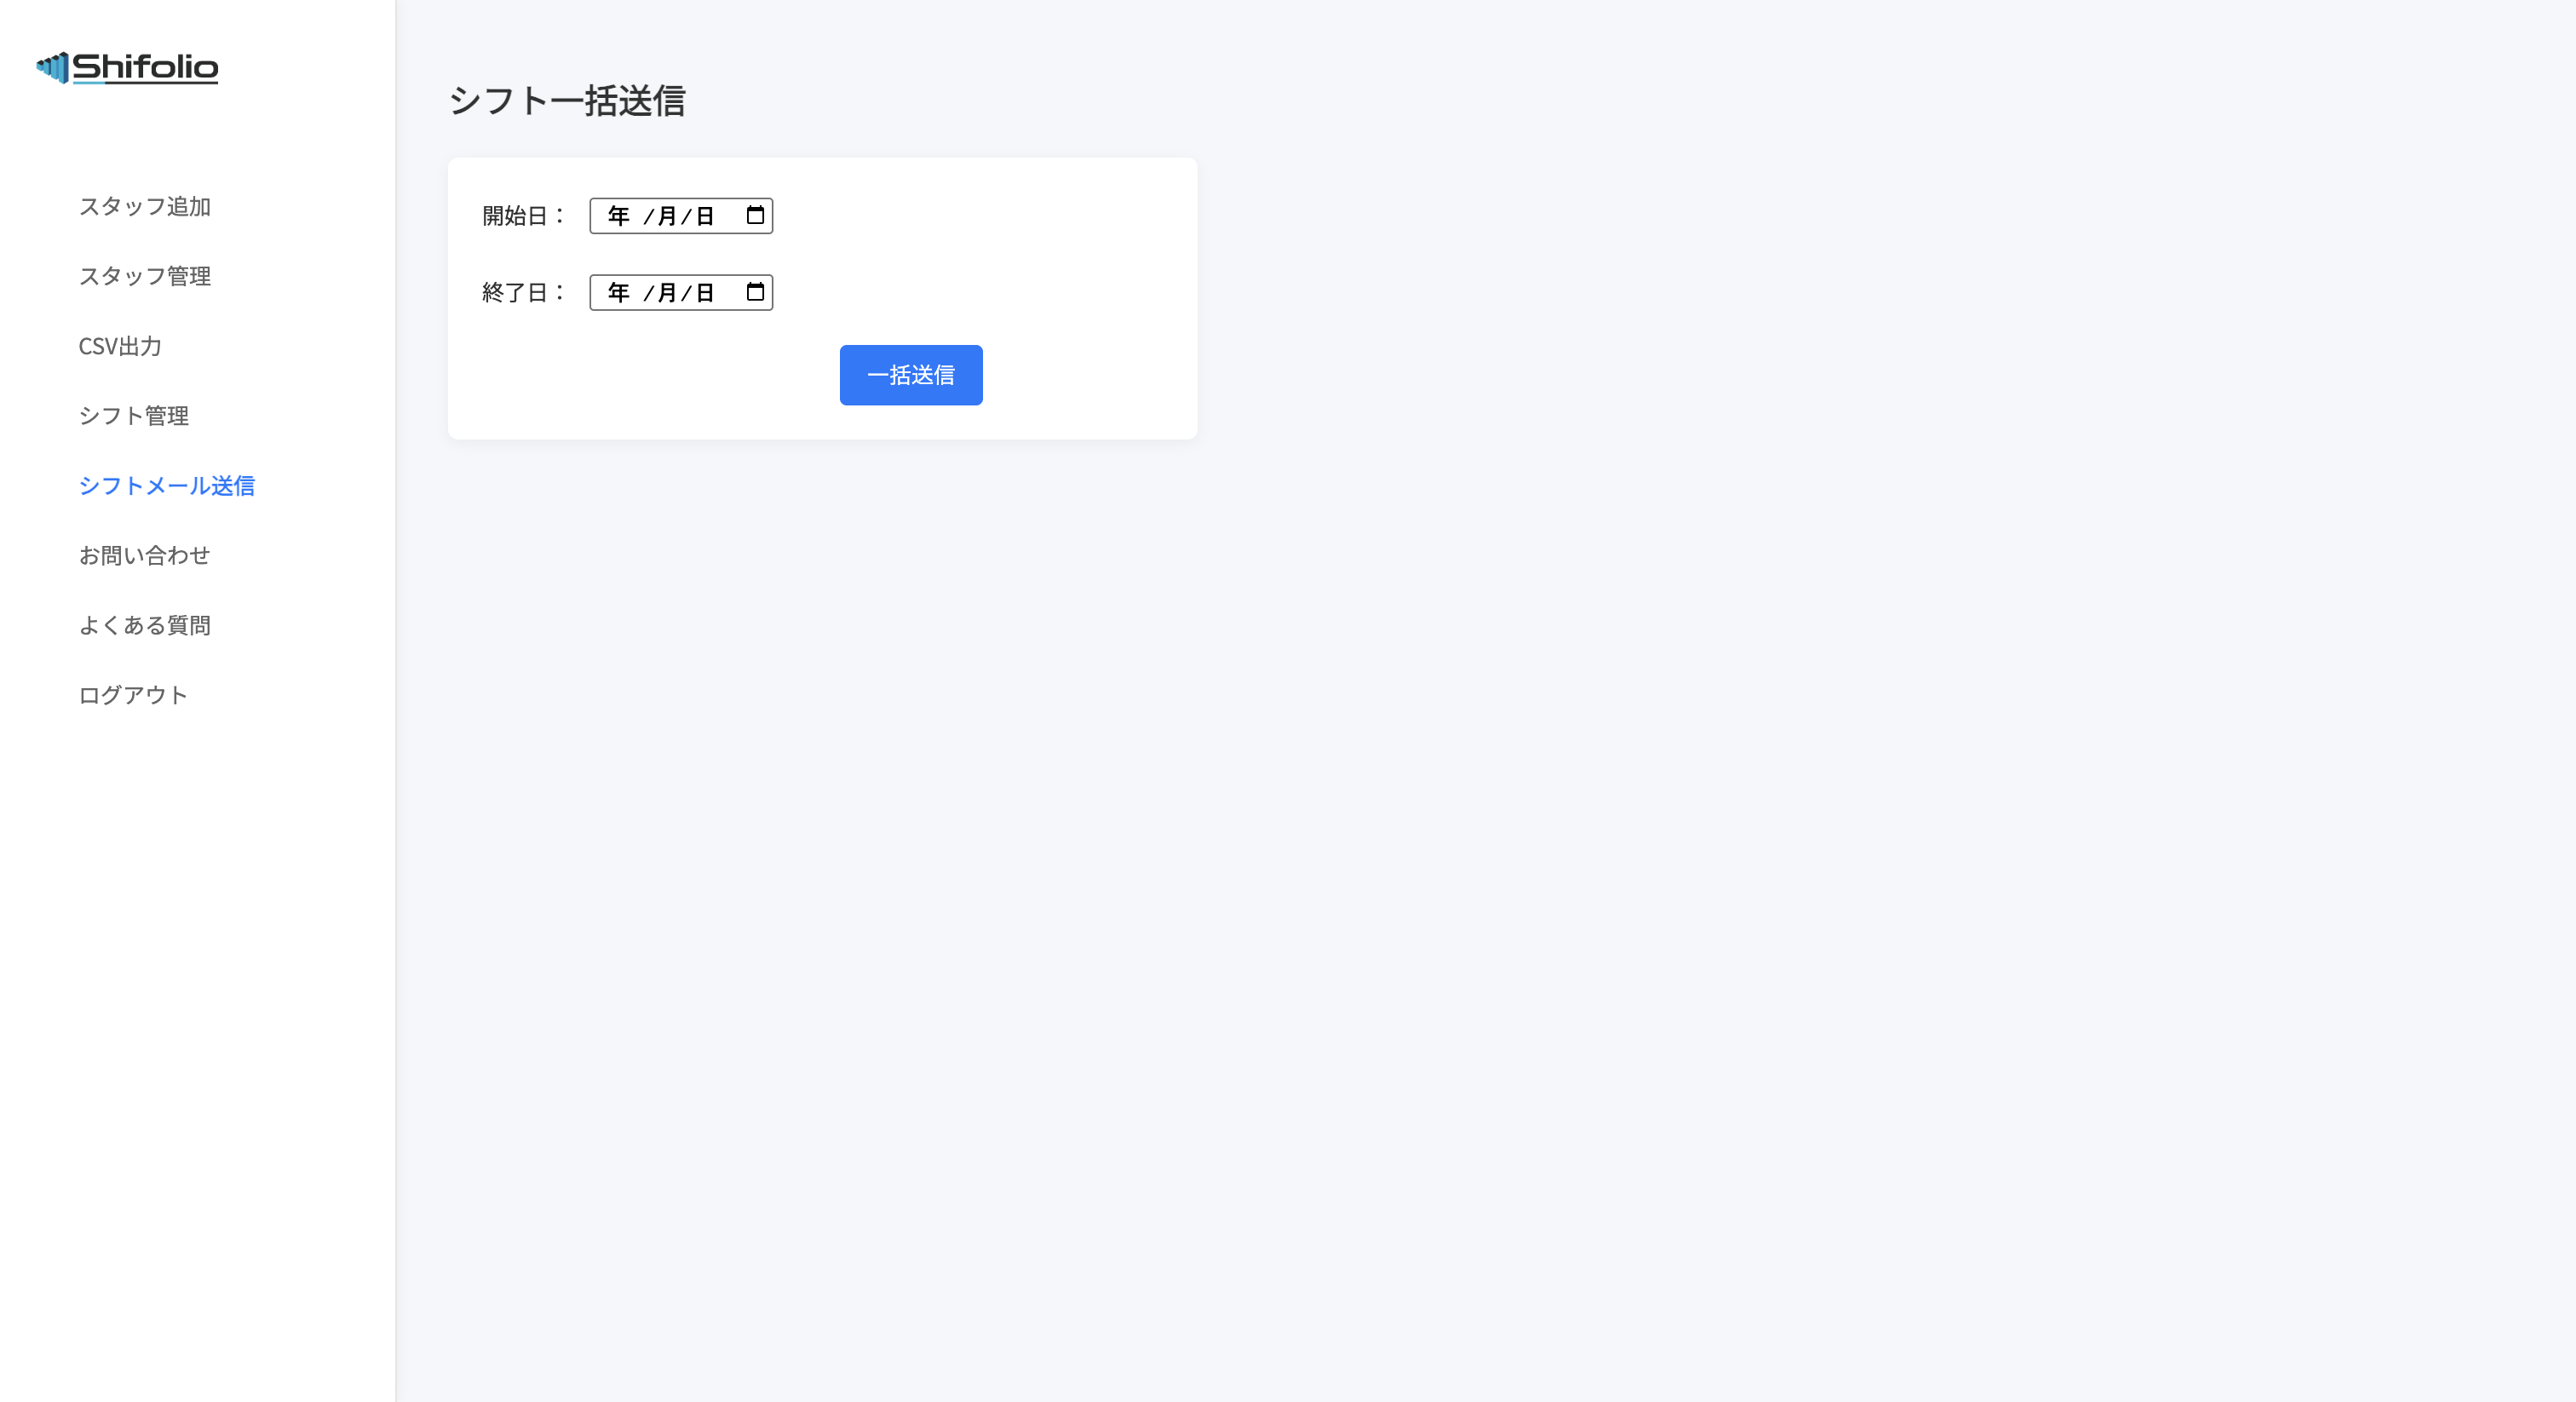 Shifolio
スタッフ追加
スタッフ管理
CSV出力
シフト管理
シフトメール送信
お問い合わせ
よくある質問
ログアウト
シフト一括送信
開始日： 年 /月/日
終了日： 年 /月/日
一括送信